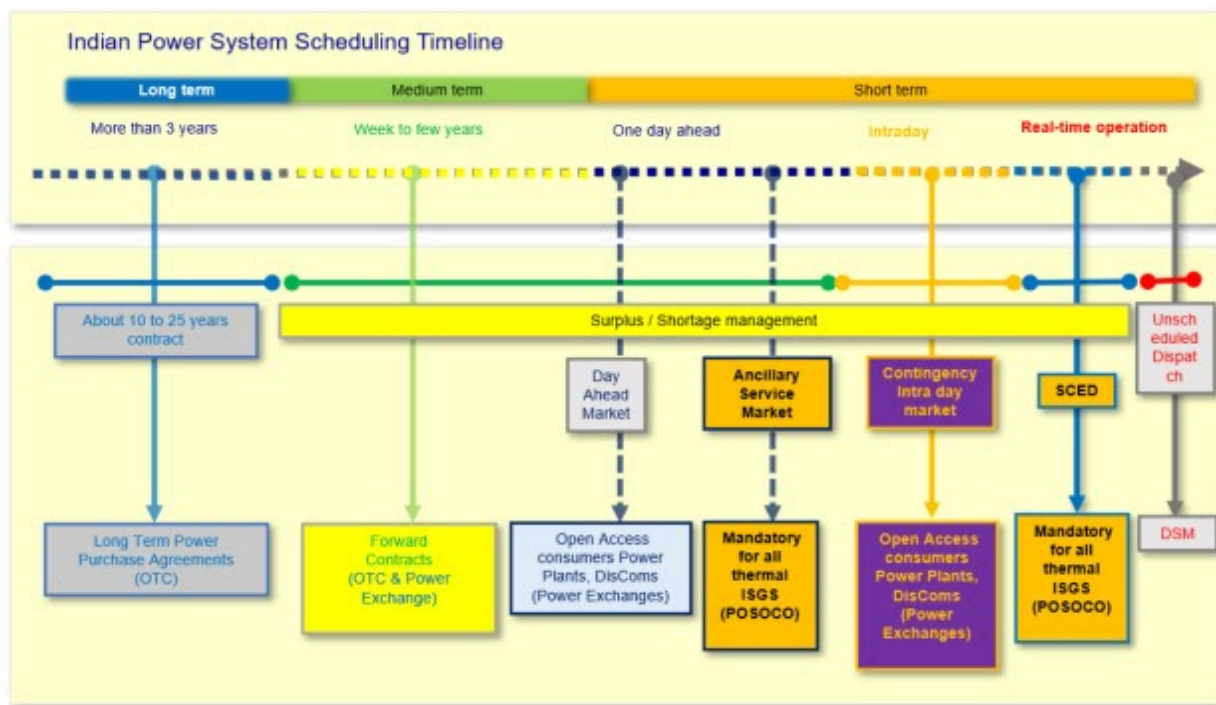 Indian Power System Scheduling Timeline
Long term
Medium term
Short term
More than 3 years
Week to few years
One day ahead
Intraday
Real-time operation
About 10 to 25 years
contract
Surplus / Shortage management
Unsch
eduled
Dispat
ch
Day
Ahead
Market
Ancillary
Service
Market
Contingency
Intra day
market
SCED
Long Term Power
Purchase Agreements
(OTC)
Forward
Contracts
(OTC & Power
Exchange)
Open Access
consumers Power
Plants, DisComs
(Power Exchanges)
Mandatory
for all
thermal
ISGS
(POSOCO)
Open Access
consumers
Power Plants,
DisComs
(Power
Exchanges)
Mandatory
for all
thermal
ISGS
(POSOCO)
DSM